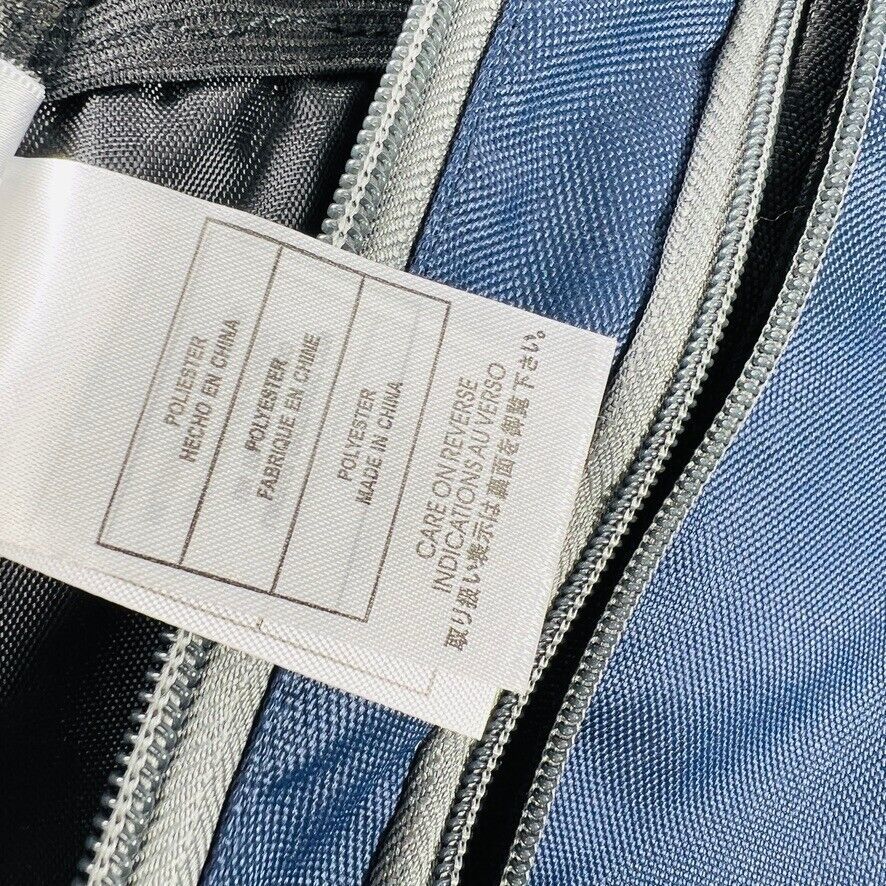 POLIESTER
HECHO EN CHINA
POLYESTER
FABRIQUE EN CHINE
POLYESTER
MADE IN CHINA
CARE ON REVERSE
INDICATIONS AU VERSO
取り扱い表示は裏面を御覧下さい。